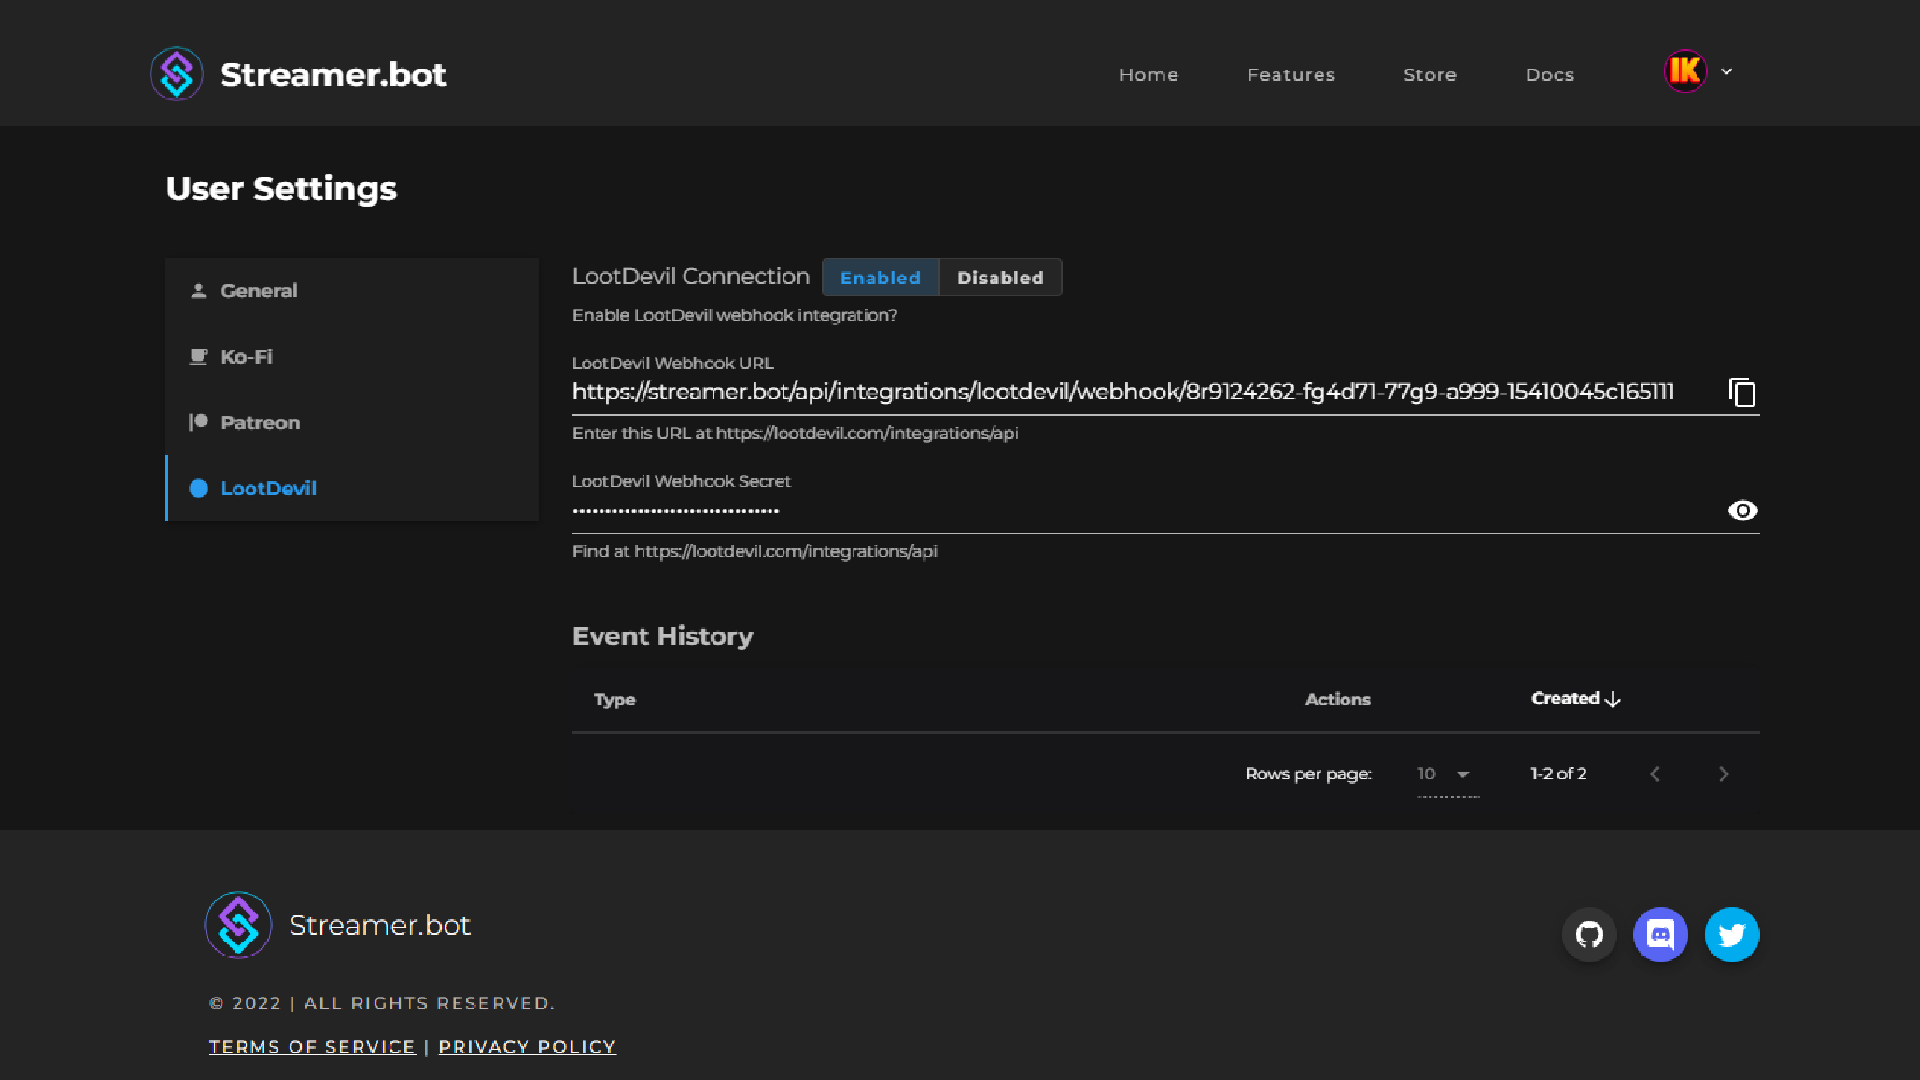 Streamer.bot
Home Features Store Docs
IK
User Settings
General
Ko-Fi
Patreon
LootDevil
LootDevil Connection Enabled Disabled
Enable LootDevil webhook integration?
LootDevil Webhook URL
https://streamer.bot/api/integrations/lootdevil/webhook/8r9124262-fg4d71-77g9-a999-15410045c165111
Enter this URL at https://lootdevil.com/integrations/api
LootDevil Webhook Secret
Find at https://lootdevil.com/integrations/api
Event History
Type Actions Created
Rows per page: 10 1-2 of 2
Streamer.bot
© 2022 | ALL RIGHTS RESERVED.
TERMS OF SERVICE | PRIVACY POLICY